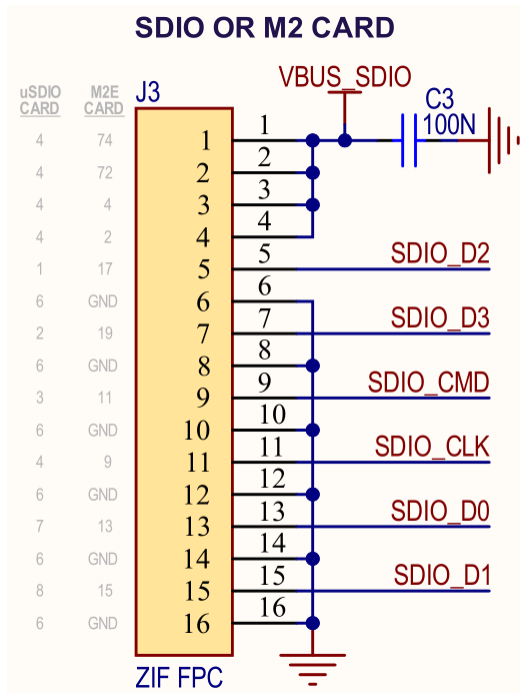 SDIO OR M2 CARD
uSDIO CARD M2E CARD J3 VBUS_SDIO C3 100N
4 74 1 1
4 72 2 2
4 4 3 3
4 2 4 4
1 17 5 5 SDIO_D2
6 GND 6 6
2 19 7 7 SDIO_D3
6 GND 8 8
3 11 9 9 SDIO_CMD
6 GND 10 10
4 9 11 11 SDIO_CLK
6 GND 12 12
7 13 13 13 SDIO_D0
6 GND 14 14
8 15 15 15 SDIO_D1
6 GND 16 16
ZIF FPC